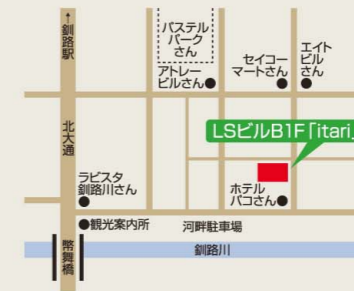 ↑釧路駅
パステル
パーク
さん
アトレー
ビルさん
セイコー
マートさん
エイト
ビル
さん
北大通
LSビルB1F「itari」
ラビスタ
釧路川さん
ホテル
パコさん
観光案内所
河畔駐車場
幣舞橋
釧路川